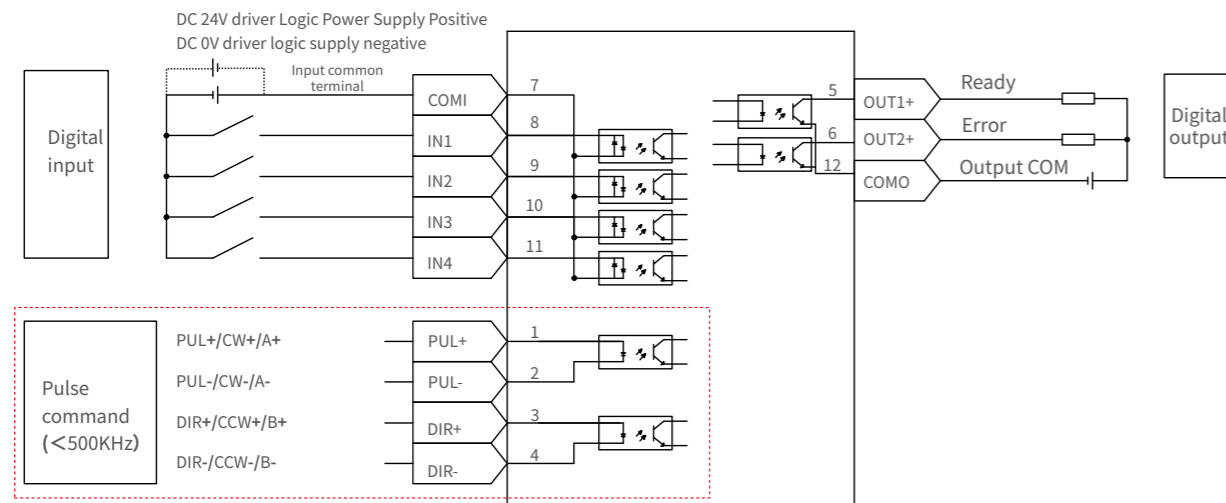 DC 24V driver Logic Power Supply Positive
DC 0V driver logic supply negative
Input common
terminal
Digital
input
COMI
7
IN1
8
IN2
9
IN3
10
IN4
11
5
OUT1+
Ready
6
OUT2+
Error
12
COMO
Output COM
Digital
output
Pulse
command
(<500KHz)
PUL+/CW+/A+
PUL+
1
PUL-/CW-/A-
PUL-
2
DIR+/CCW+/B+
DIR+
3
DIR-/CCW-/B-
DIR-
4